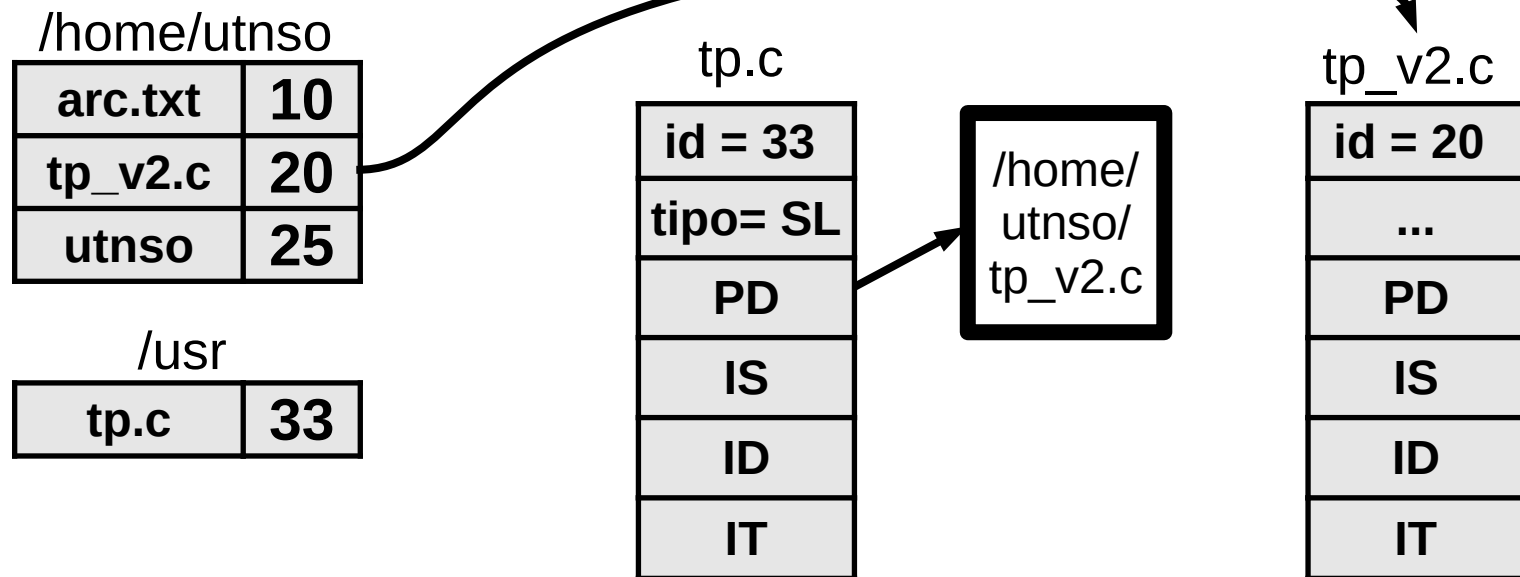 /home/utnso
arc.txt 10
tp_v2.c 20
utnso 25
/usr
tp.c 33
tp.c
id = 33
tipo= SL
PD
IS
ID
IT
/home/
utnso/
tp_v2.c
tp_v2.c
id = 20
...
PD
IS
ID
IT